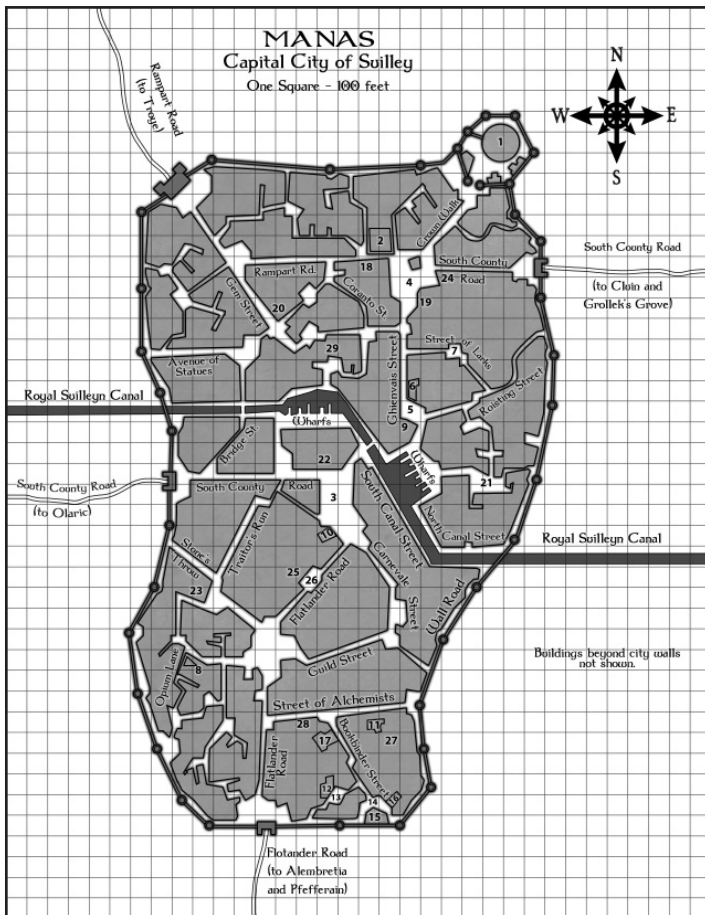 MANAS
Capital City of Suilley
One Square - 100 feet
N
W E
S
Rampart Road
(to Troye)
1
2
Crown Walk
South County Road
(to Cluin and
Grollek's Grove)
South County
Road
24
18
4
Rampart Rd.
Coranto St.
19
20
Gem Street
29
Street of Larks
7
Avenue of
Statues
Ghienvais Street
6
Roisting Street
Royal Suilleyn Canal
5
9
Wharfs
Bridge St.
22
Wharfs
21
South County Road
(to Olaric)
South County
Road
3
South Canal Street
North
Canal Street
Royal Suilleyn Canal
Traitor's Run
10
Carnevale
Street
Stone's
Throw
23
25
26
Flatlander Road
Wall Road
Opium Lane
8
Guild Street
Buildings beyond city walls
not shown.
Street of Alchemists
28
17
11
27
Flatlander
Road
Bookbinder Street
12
13
14
16
15
Flotander Road
(to Alembretia
and Pfefferain)